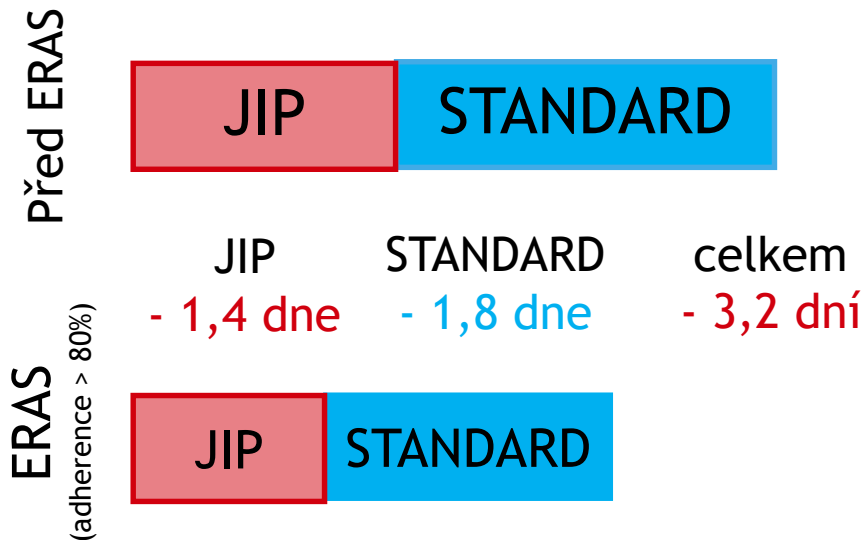 Před ERAS
JIP
STANDARD
JIP
STANDARD
celkem
- 1,4 dne
- 1,8 dne
- 3,2 dní
ERAS
(adherence > 80%)
JIP
STANDARD